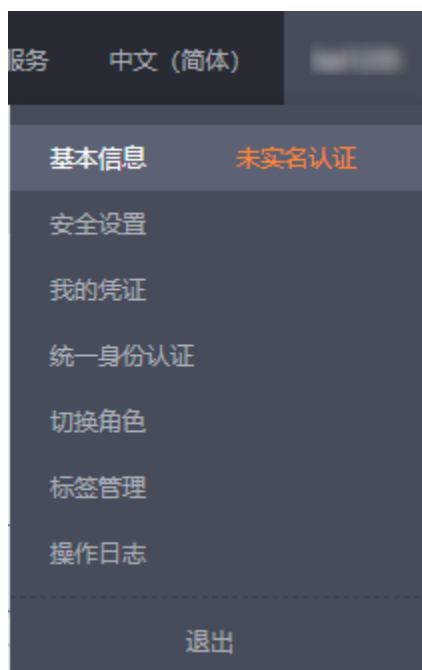 服务 中文 (简体)
基本信息 未实名认证
安全设置
我的凭证
统一身份认证
切换角色
标签管理
操作日志
退出